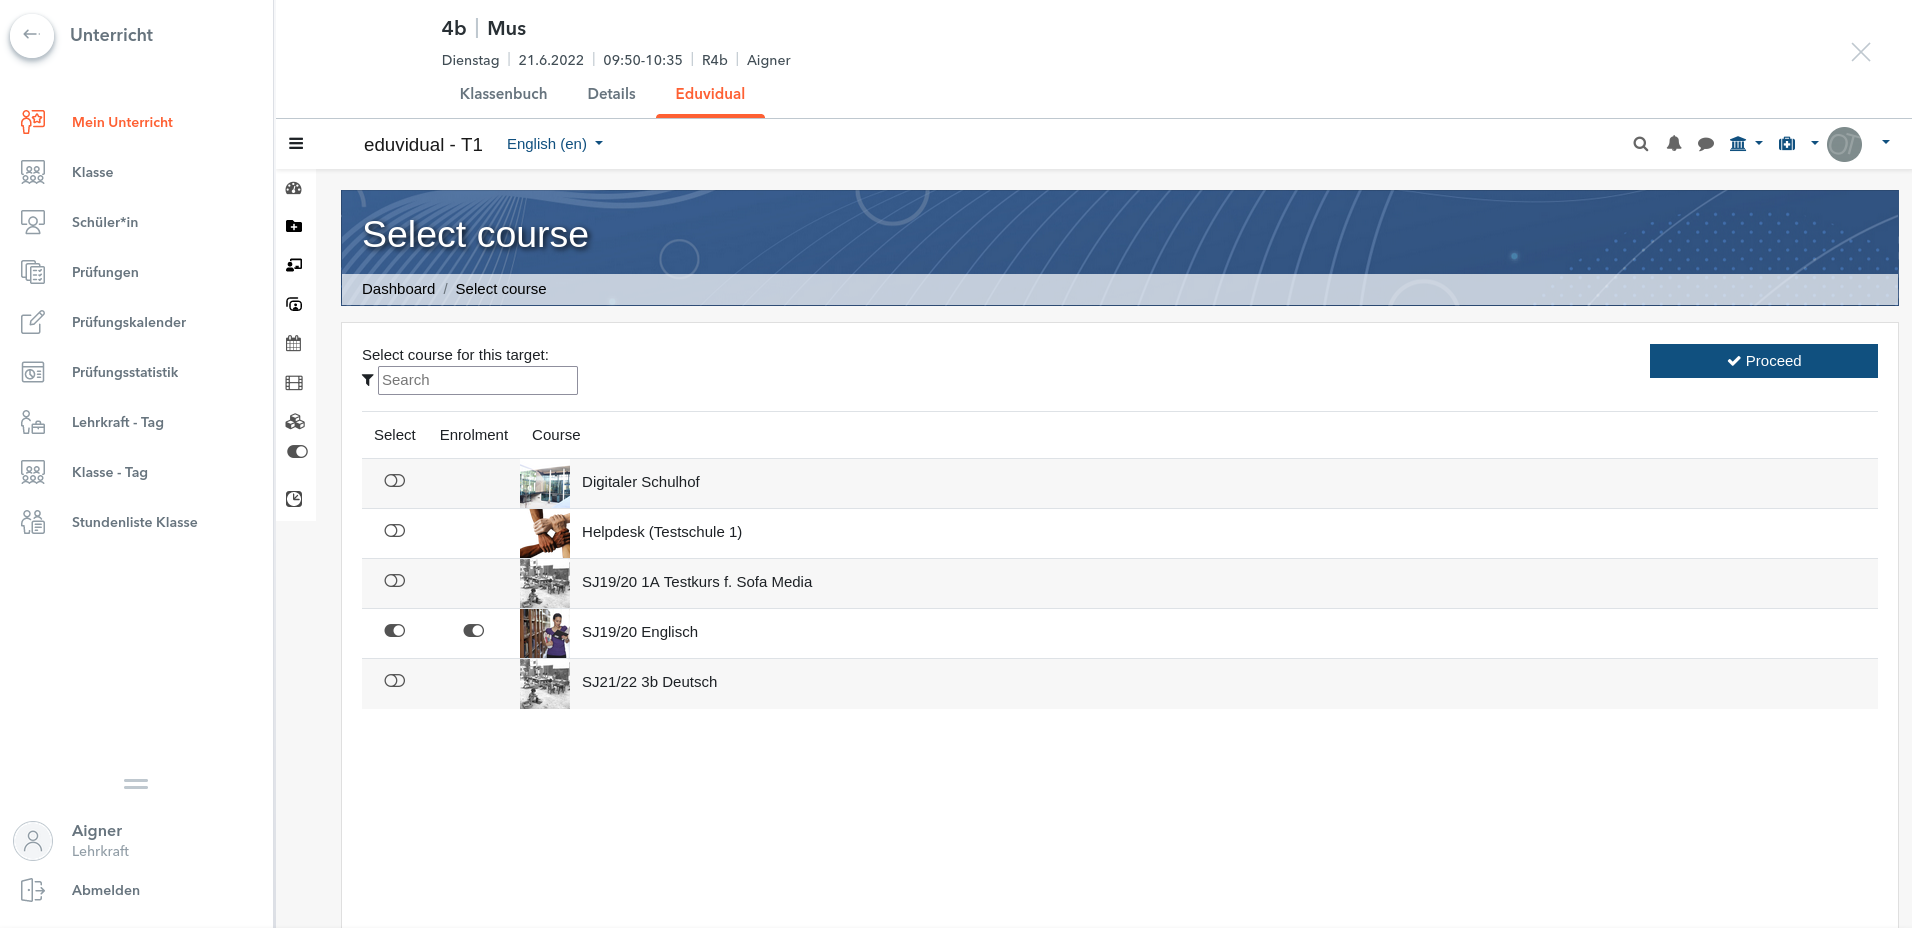 Unterricht
Mein Unterricht
Klasse
Schüler*in
Prüfungen
Prüfungskalender
Prüfungsstatistik
Lehrkraft - Tag
Klasse - Tag
Stundenliste Klasse
Aigner
Lehrkraft
Abmelden
4b | Mus
Dienstag | 21.6.2022 | 09:50-10:35 | R4b | Aigner
Klassenbuch Details Eduvidual
eduvidual - T1 English (en)
OT
Select course
Dashboard / Select course
Select course for this target:
Proceed
Search
Select Enrolment Course
Digitaler Schulhof
Helpdesk (Testschule 1)
SJ19/20 1A Testkurs f. Sofa Media
SJ19/20 Englisch
SJ21/22 3b Deutsch